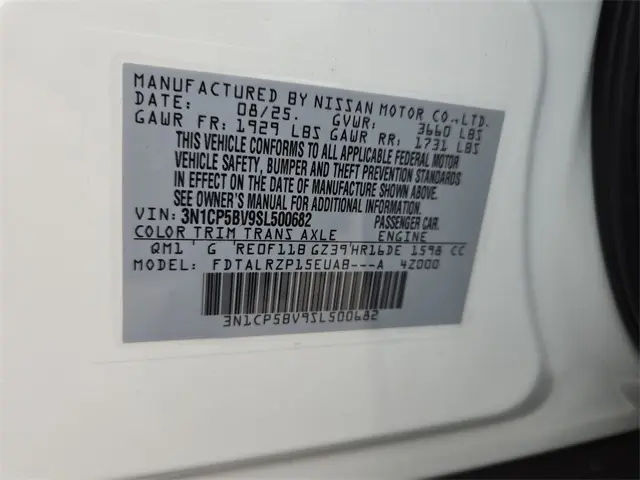 MANUFACTURED BY NISSAN MOTOR CO.,LTD.
DATE: 08/25. GVWR: 3660 LBS
GAWR FR: 1929 LBS GAWR RR: 1731 LBS
THIS VEHICLE CONFORMS TO ALL APPLICABLE FEDERAL MOTOR
VEHICLE SAFETY, BUMPER AND THEFT PREVENTION STANDARDS
IN EFFECT ON THE DATE OF MANUFACTURE SHOWN ABOVE.
SEE OWNER'S MANUAL FOR ADDITIONAL INFORMATION.
VIN: 3N1CP5BV9SL500682 PASSENGER CAR.
COLOR TRIM TRANS AXLE ENGINE
QM1 G RE0F11B GZ39 HR16DE 1598 CC
MODEL: FDTALRZP15EUA8---A 4Z000
3N1CP5BV9SL500682